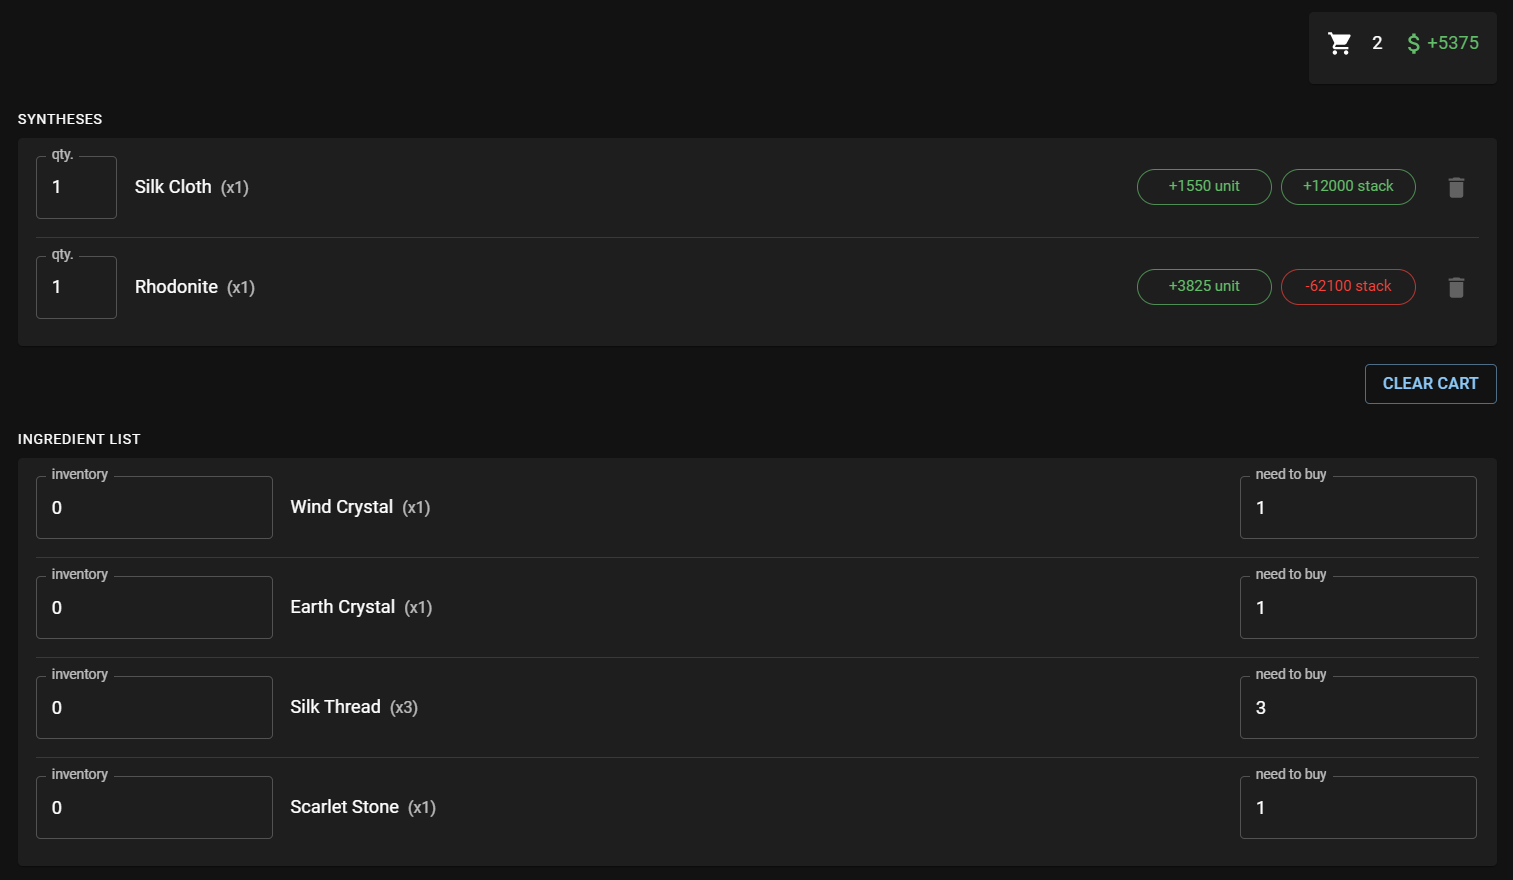 2 $ +5375
SYNTHESES
qty.
1 Silk Cloth (x1) +1550 unit +12000 stack
qty.
1 Rhodonite (x1) +3825 unit -62100 stack
CLEAR CART
INGREDIENT LIST
inventory need to buy
0 Wind Crystal (x1) 1
inventory need to buy
0 Earth Crystal (x1) 1
inventory need to buy
0 Silk Thread (x3) 3
inventory need to buy
0 Scarlet Stone (x1) 1